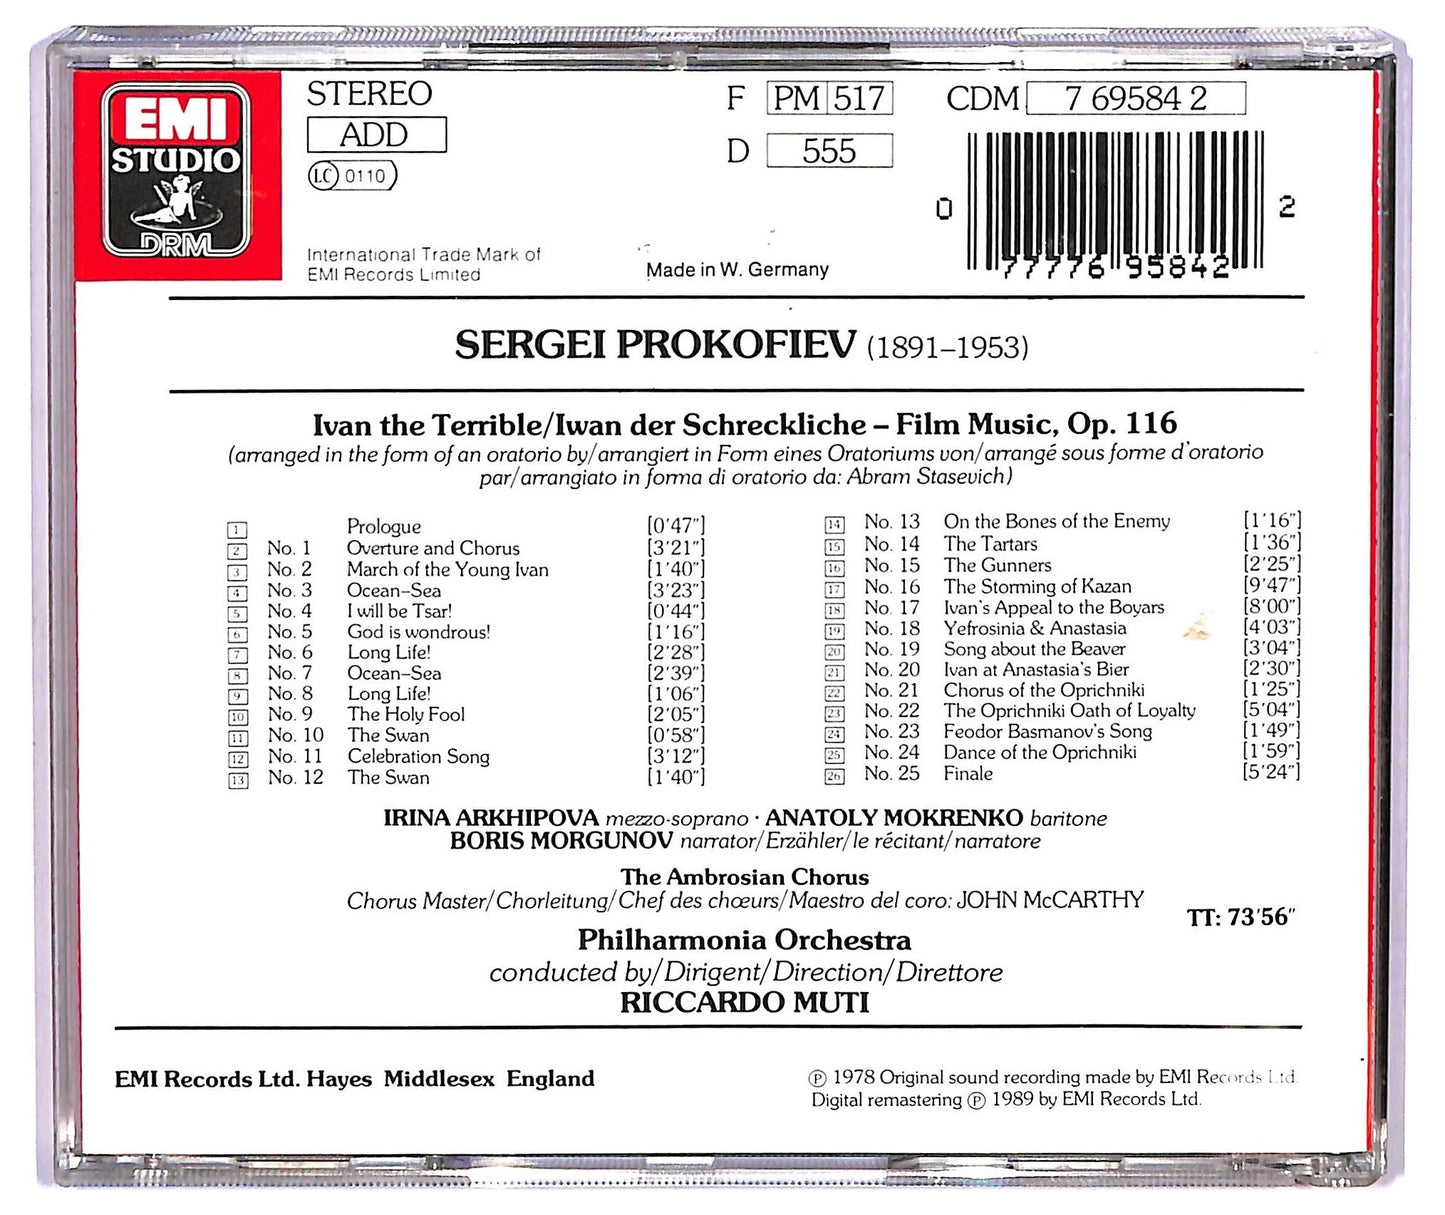 EMI
STUDIO
DRM
STEREO
ADD
LC 0110
International Trade Mark of
EMI Records Limited
Made in W. Germany
F PM 517
D 555
CDM 7 69584 2
0 77776 95842 2
SERGEI PROKOFIEV (1891–1953)
Ivan the Terrible/Iwan der Schreckliche – Film Music, Op. 116
(arranged in the form of an oratorio by/arrangiert in Form eines Oratoriums von/arrangé sous forme d'oratorio
par/arrangiato in forma di oratorio da: Abram Stasevich)
1 Prologue [0'47"]
2 No. 1 Overture and Chorus [3'21"]
3 No. 2 March of the Young Ivan [1'40"]
4 No. 3 Ocean–Sea [3'23"]
5 No. 4 I will be Tsar! [0'44"]
6 No. 5 God is wondrous! [1'16"]
7 No. 6 Long Life! [2'28"]
8 No. 7 Ocean–Sea [2'39"]
9 No. 8 Long Life! [1'06"]
10 No. 9 The Holy Fool [2'05"]
11 No. 10 The Swan [0'58"]
12 No. 11 Celebration Song [3'12"]
13 No. 12 The Swan [1'40"]
14 No. 13 On the Bones of the Enemy [1'16"]
15 No. 14 The Tartars [1'36"]
16 No. 15 The Gunners [2'25"]
17 No. 16 The Storming of Kazan [9'47"]
18 No. 17 Ivan's Appeal to the Boyars [8'00"]
19 No. 18 Yefrosinia & Anastasia [4'03"]
20 No. 19 Song about the Beaver [3'04"]
21 No. 20 Ivan at Anastasia's Bier [2'30"]
22 No. 21 Chorus of the Oprichniki [1'25"]
23 No. 22 The Oprichniki Oath of Loyalty [5'04"]
24 No. 23 Feodor Basmanov's Song [1'49"]
25 No. 24 Dance of the Oprichniki [1'59"]
26 No. 25 Finale [5'24"]
IRINA ARKHIPOVA mezzo-soprano · ANATOLY MOKRENKO baritone
BORIS MORGUNOV narrator/Erzähler/le récitant/narratore
The Ambrosian Chorus
Chorus Master/Chorleitung/Chef des chœurs/Maestro del coro: JOHN McCARTHY
TT: 73'56"
Philharmonia Orchestra
conducted by/Dirigent/Direction/Direttore
RICCARDO MUTI
EMI Records Ltd. Hayes Middlesex England
℗ 1978 Original sound recording made by EMI Records Ltd.
Digital remastering ℗ 1989 by EMI Records Ltd.